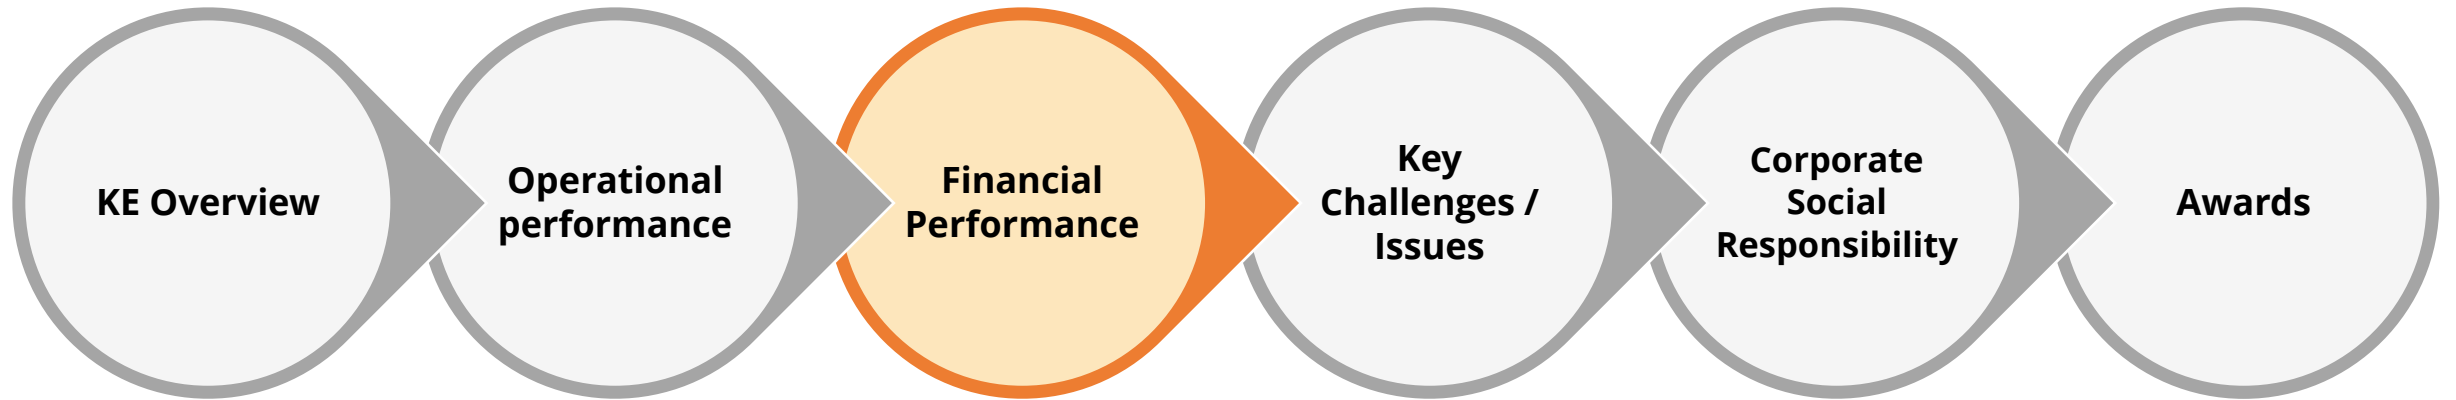 KE Overview
Operational
performance
Financial
Performance
Key
Challenges /
Issues
Corporate
Social
Responsibility
Awards